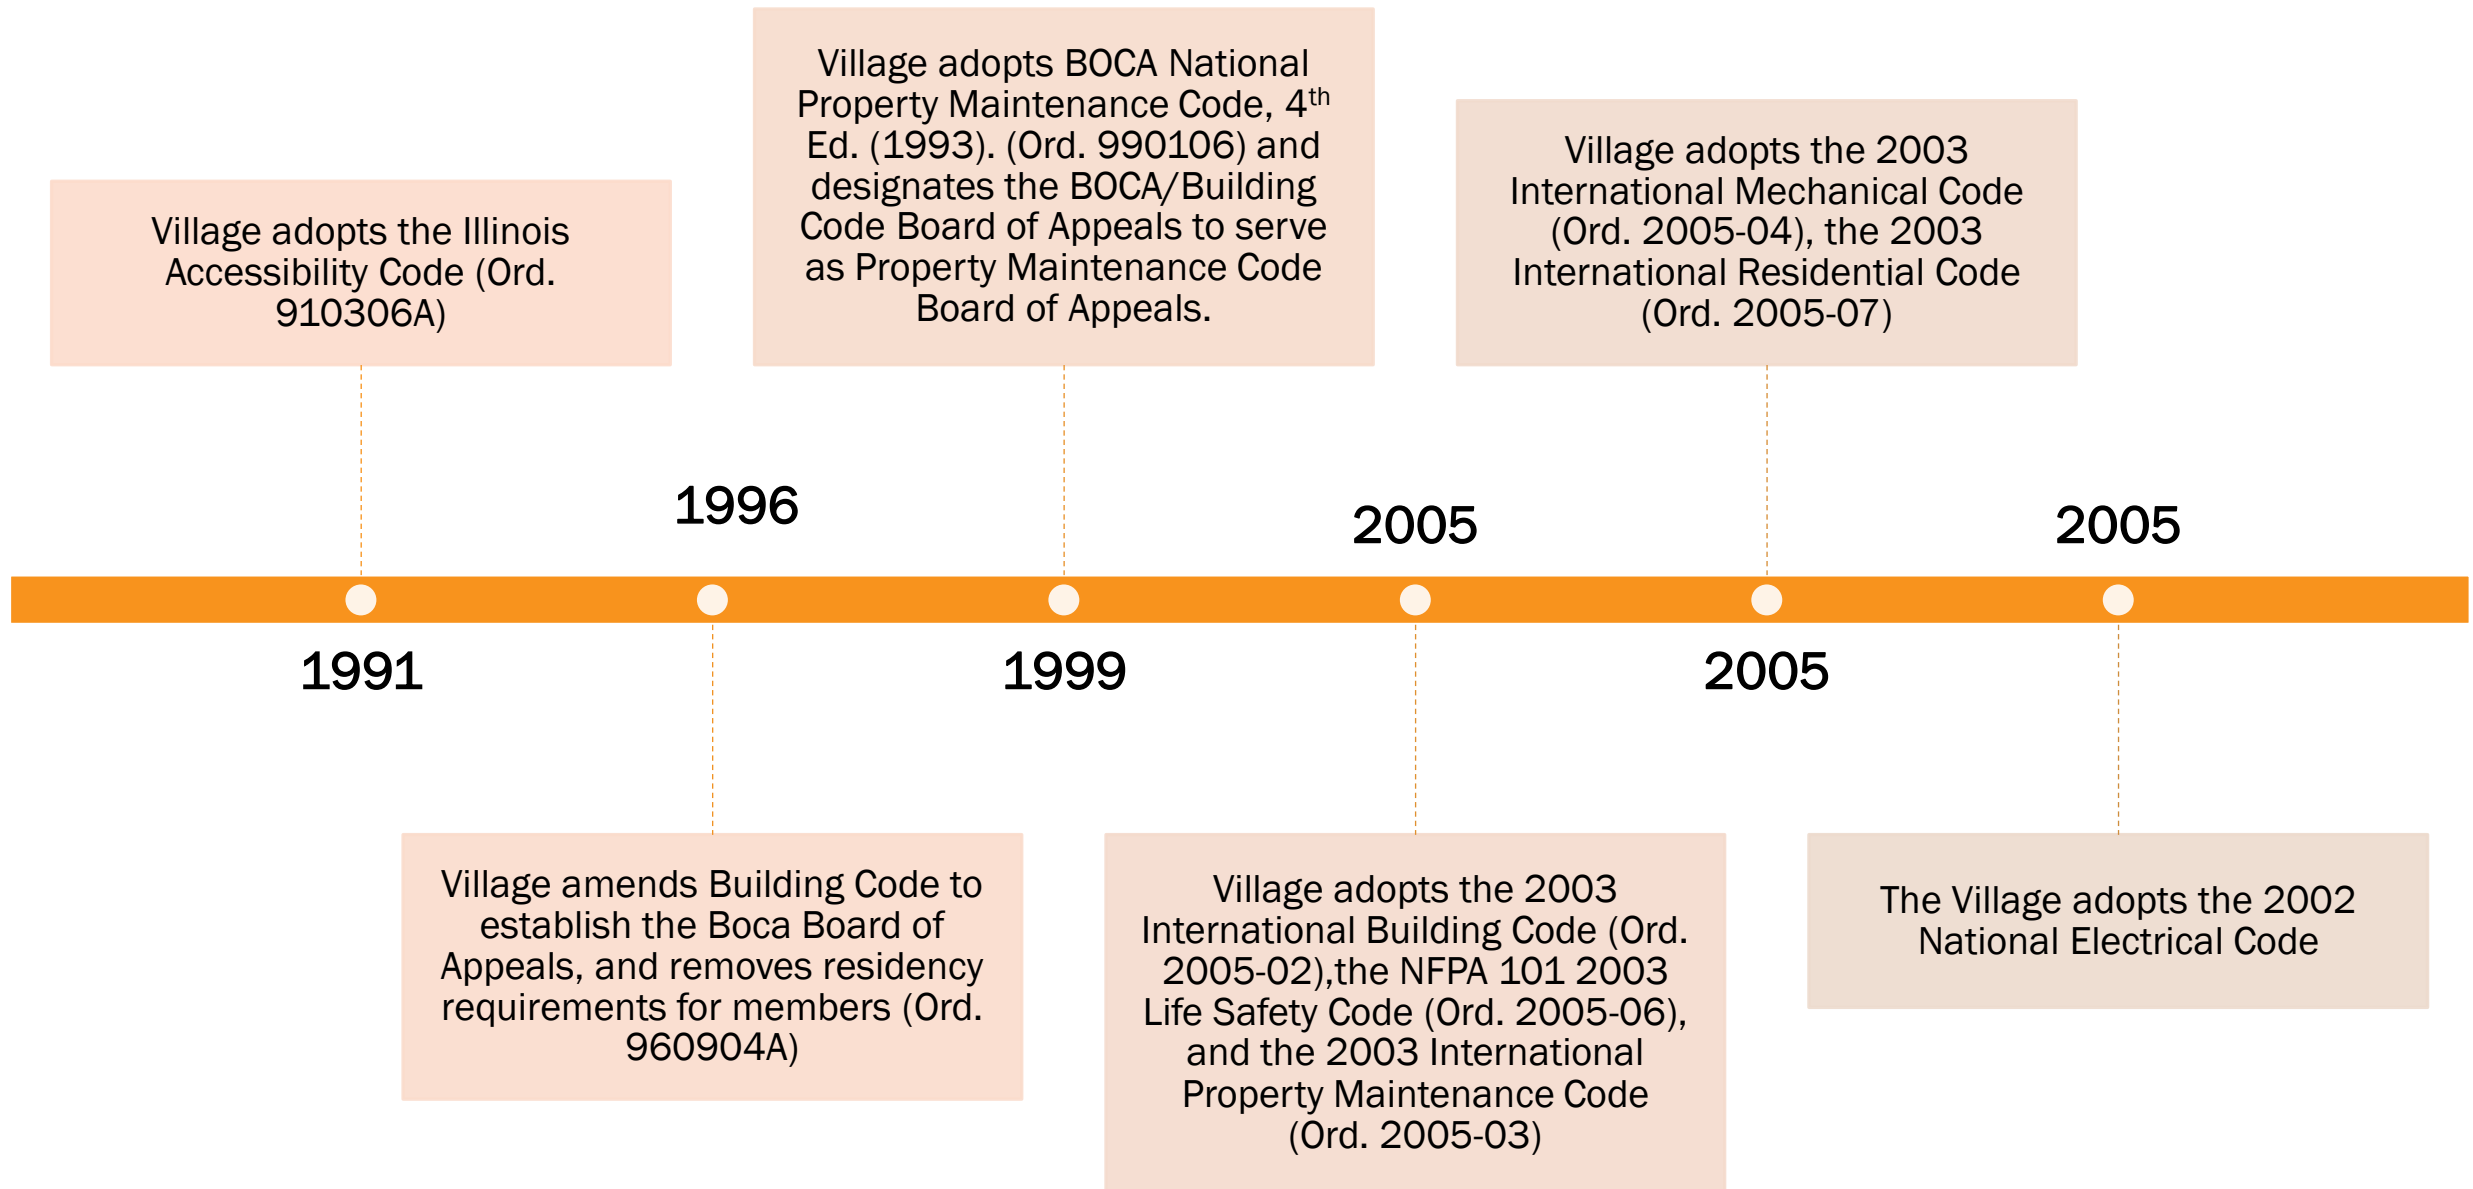 Village adopts the Illinois
Accessibility Code (Ord.
910306A)
1991
1996
Village amends Building Code to
establish the Boca Board of
Appeals, and removes residency
requirements for members (Ord.
960904A)
Village adopts BOCA National
Property Maintenance Code, 4th
Ed. (1993). (Ord. 990106) and
designates the BOCA/Building
Code Board of Appeals to serve
as Property Maintenance Code
Board of Appeals.
1999
2005
Village adopts the 2003
International Building Code (Ord.
2005-02),the NFPA 101 2003
Life Safety Code (Ord. 2005-06),
and the 2003 International
Property Maintenance Code
(Ord. 2005-03)
Village adopts the 2003
International Mechanical Code
(Ord. 2005-04), the 2003
International Residential Code
(Ord. 2005-07)
2005
2005
The Village adopts the 2002
National Electrical Code